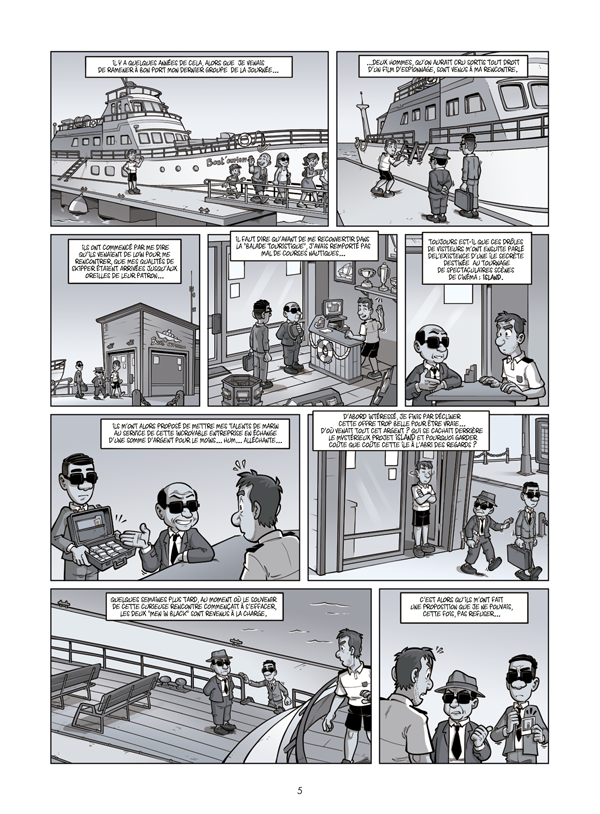 IL Y A QUELQUES ANNÉES DE CELA, ALORS QUE JE VENAIS
DE RAMENER À BON PORT MON DERNIER GROUPE DE LA JOURNÉE...
...DEUX HOMMES, QU'ON AURAIT CRU SORTIS TOUT DROIT
D'UN FILM D'ESPIONNAGE, SONT VENUS À MA RENCONTRE.
ILS ONT COMMENCÉ PAR ME DIRE
QU'ILS VENAIENT DE LOIN POUR ME
RENCONTRER, QUE MES QUALITÉS DE
SKIPPER ÉTAIENT ARRIVÉES JUSQU'AUX
OREILLES DE LEUR PATRON...
IL FAUT DIRE QU'AVANT DE ME RECONVERTIR DANS
LA "BALADE TOURISTIQUE", J'AVAIS REMPORTÉ PAS
MAL DE COURSES NAUTIQUES...
TOUJOURS EST-IL QUE CES DRÔLES
DE VISITEURS M'ONT ENSUITE PARLÉ
DE L'EXISTENCE D'UNE ÎLE SECRÈTE
DESTINÉE AU TOURNAGE
DE SPECTACULAIRES SCÈNES
DE CINÉMA : ISLAND.
ILS M'ONT ALORS PROPOSÉ DE METTRE MES TALENTS DE MARIN
AU SERVICE DE CETTE INCROYABLE ENTREPRISE EN ÉCHANGE
D'UNE SOMME D'ARGENT POUR LE MOINS... HUM... ALLÉCHANTE...
D'ABORD INTÉRESSÉ, JE FINIS PAR DÉCLINER
CETTE OFFRE TROP BELLE POUR ÊTRE VRAIE...
D'OÙ VENAIT TOUT CET ARGENT ? QUI SE CACHAIT DERRIÈRE
LE MYSTÉRIEUX PROJET ISLAND ET POURQUOI GARDER
COÛTE QUE COÛTE CETTE ÎLE À L'ABRI DES REGARDS ?
QUELQUES SEMAINES PLUS TARD, AU MOMENT OÙ LE SOUVENIR
DE CETTE CURIEUSE RENCONTRE COMMENÇAIT À S'EFFACER,
LES DEUX "MEN IN BLACK" SONT REVENUS À LA CHARGE.
C'EST ALORS QU'ILS M'ONT FAIT
UNE PROPOSITION QUE JE NE POUVAIS,
CETTE FOIS, PAS REFUSER...
5